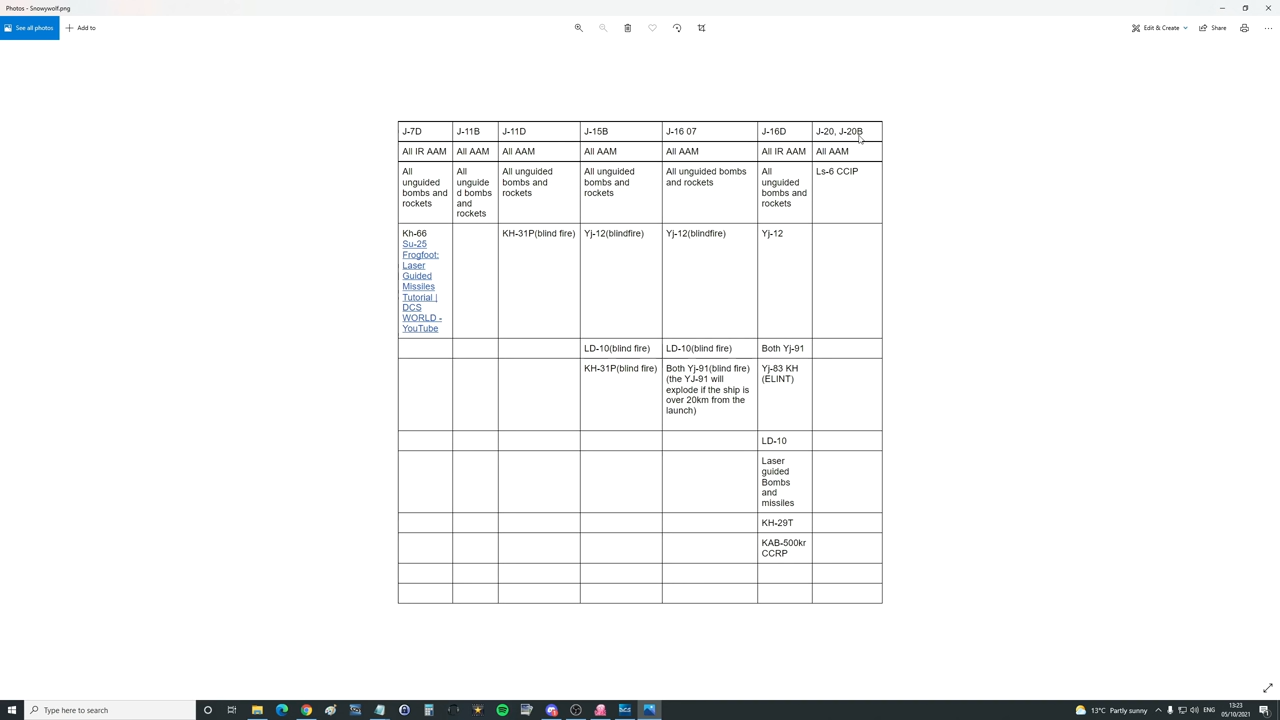 Photos - Snowywolf.png
See all photos
Add to
Edit & Create
Share
J-7D J-11B J-11D J-15B J-16 07 J-16D J-20, J-20B
All IR AAM All AAM All AAM All AAM All AAM All IR AAM All AAM
All
unguided
bombs and
rockets
All
unguide
d bombs
and
rockets
All unguided
bombs and
rockets
All unguided
bombs and
rockets
All unguided bombs
and rockets
All
unguided
bombs and
rockets
Ls-6 CCIP
Kh-66
Su-25
Frogfoot:
Laser
Guided
Missiles
Tutorial |
DCS
WORLD -
YouTube
KH-31P(blind fire)
Yj-12(blindfire)
Yj-12(blindfire)
Yj-12
LD-10(blind fire)
LD-10(blind fire)
Both Yj-91
KH-31P(blind fire)
Both Yj-91(blind fire)
(the YJ-91 will
explode if the ship is
over 20km from the
launch)
Yj-83 KH
(ELINT)
LD-10
Laser
guided
Bombs
and
missiles
KH-29T
KAB-500kr
CCRP
Type here to search
13°C Partly sunny
ENG
13:23
05/10/2021